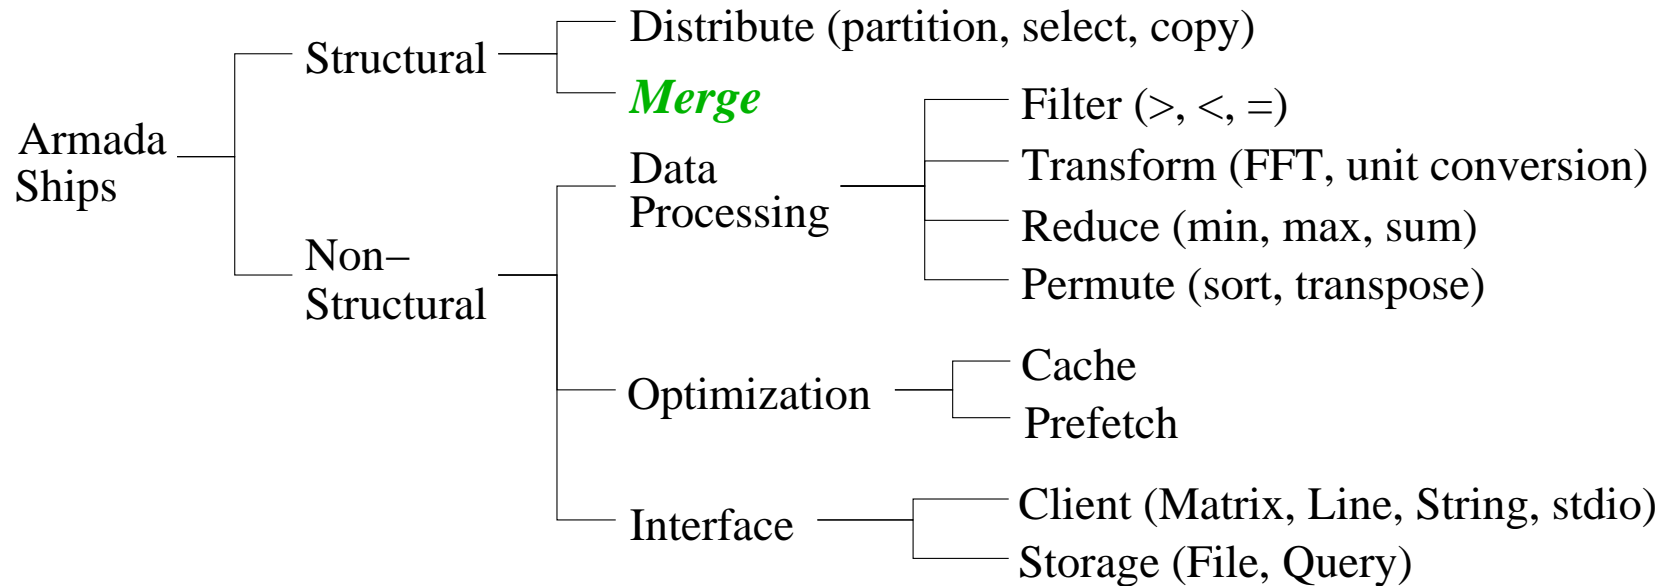 Armada
Ships
Structural
Distribute (partition, select, copy)
Merge
Non−
Structural
Data
Processing
Filter (>, <, =)
Transform (FFT, unit conversion)
Reduce (min, max, sum)
Permute (sort, transpose)
Optimization
Cache
Prefetch
Interface
Client (Matrix, Line, String, stdio)
Storage (File, Query)